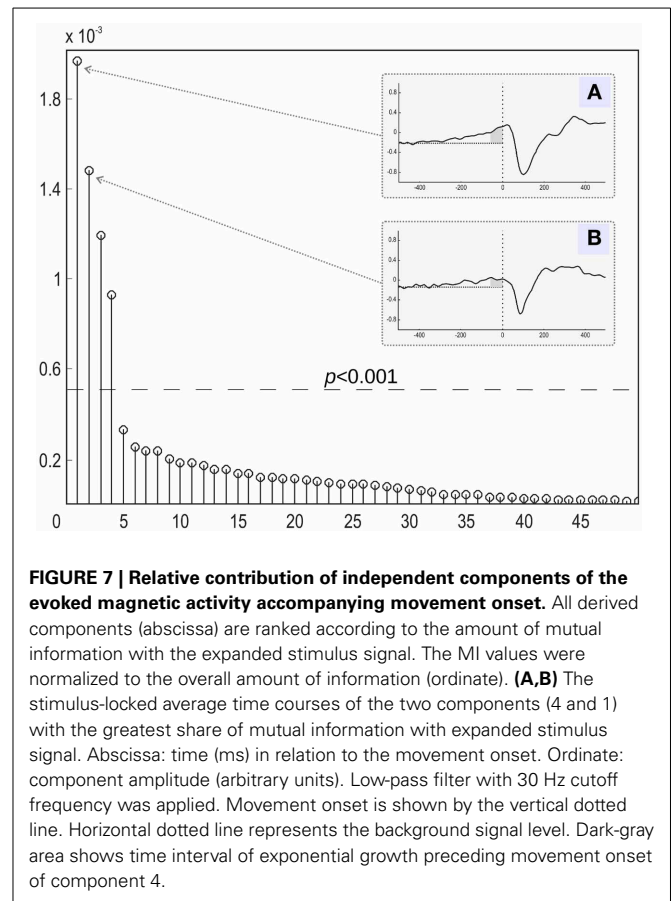 x 10⁻³
1.8
1.4
1
0.6
0.2
0 5 10 15 20 25 30 35 40 45
p<0.001
A
0.8
0.4
0
-0.4
-0.8
-400 -200 0 200 400
B
0.8
0.4
0
-0.4
-0.8
-400 -200 0 200 400
FIGURE 7 | Relative contribution of independent components of the
evoked magnetic activity accompanying movement onset. All derived
components (abscissa) are ranked according to the amount of mutual
information with the expanded stimulus signal. The MI values were
normalized to the overall amount of information (ordinate). (A,B) The
stimulus-locked average time courses of the two components (4 and 1)
with the greatest share of mutual information with expanded stimulus
signal. Abscissa: time (ms) in relation to the movement onset. Ordinate:
component amplitude (arbitrary units). Low-pass filter with 30 Hz cutoff
frequency was applied. Movement onset is shown by the vertical dotted
line. Horizontal dotted line represents the background signal level. Dark-gray
area shows time interval of exponential growth preceding movement onset
of component 4.